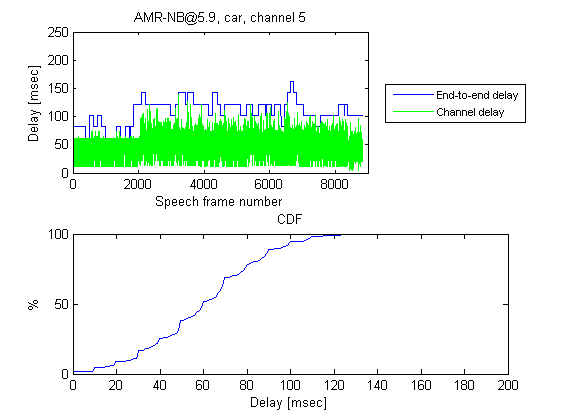 AMR-NB@5.9, car, channel 5
250
200
150
100
50
0
Delay [msec]
0 2000 4000 6000 8000
Speech frame number
End-to-end delay
Channel delay
CDF
100
50
0
%
0 20 40 60 80 100 120 140 160 180 200
Delay [msec]